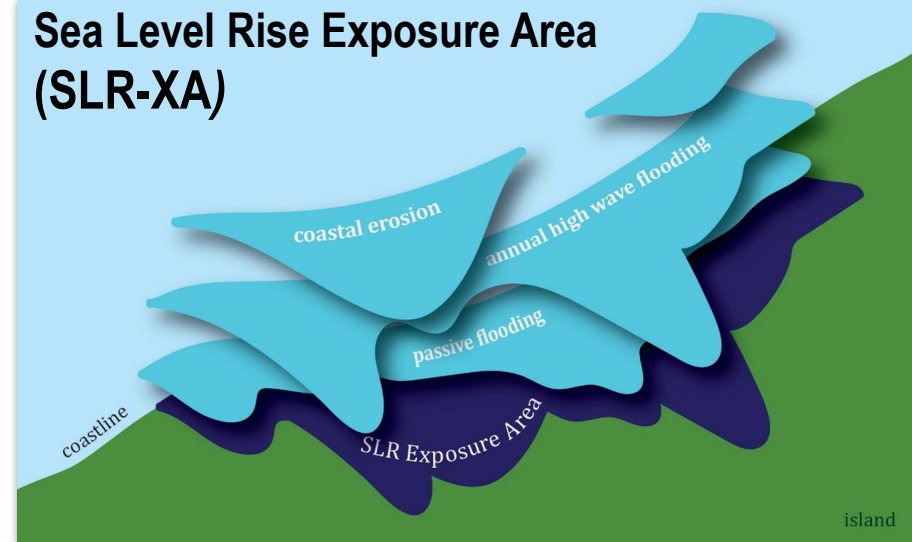 Sea Level Rise Exposure Area
(SLR-XA)
coastal erosion
annual high wave flooding
passive flooding
SLR Exposure Area
coastline
island